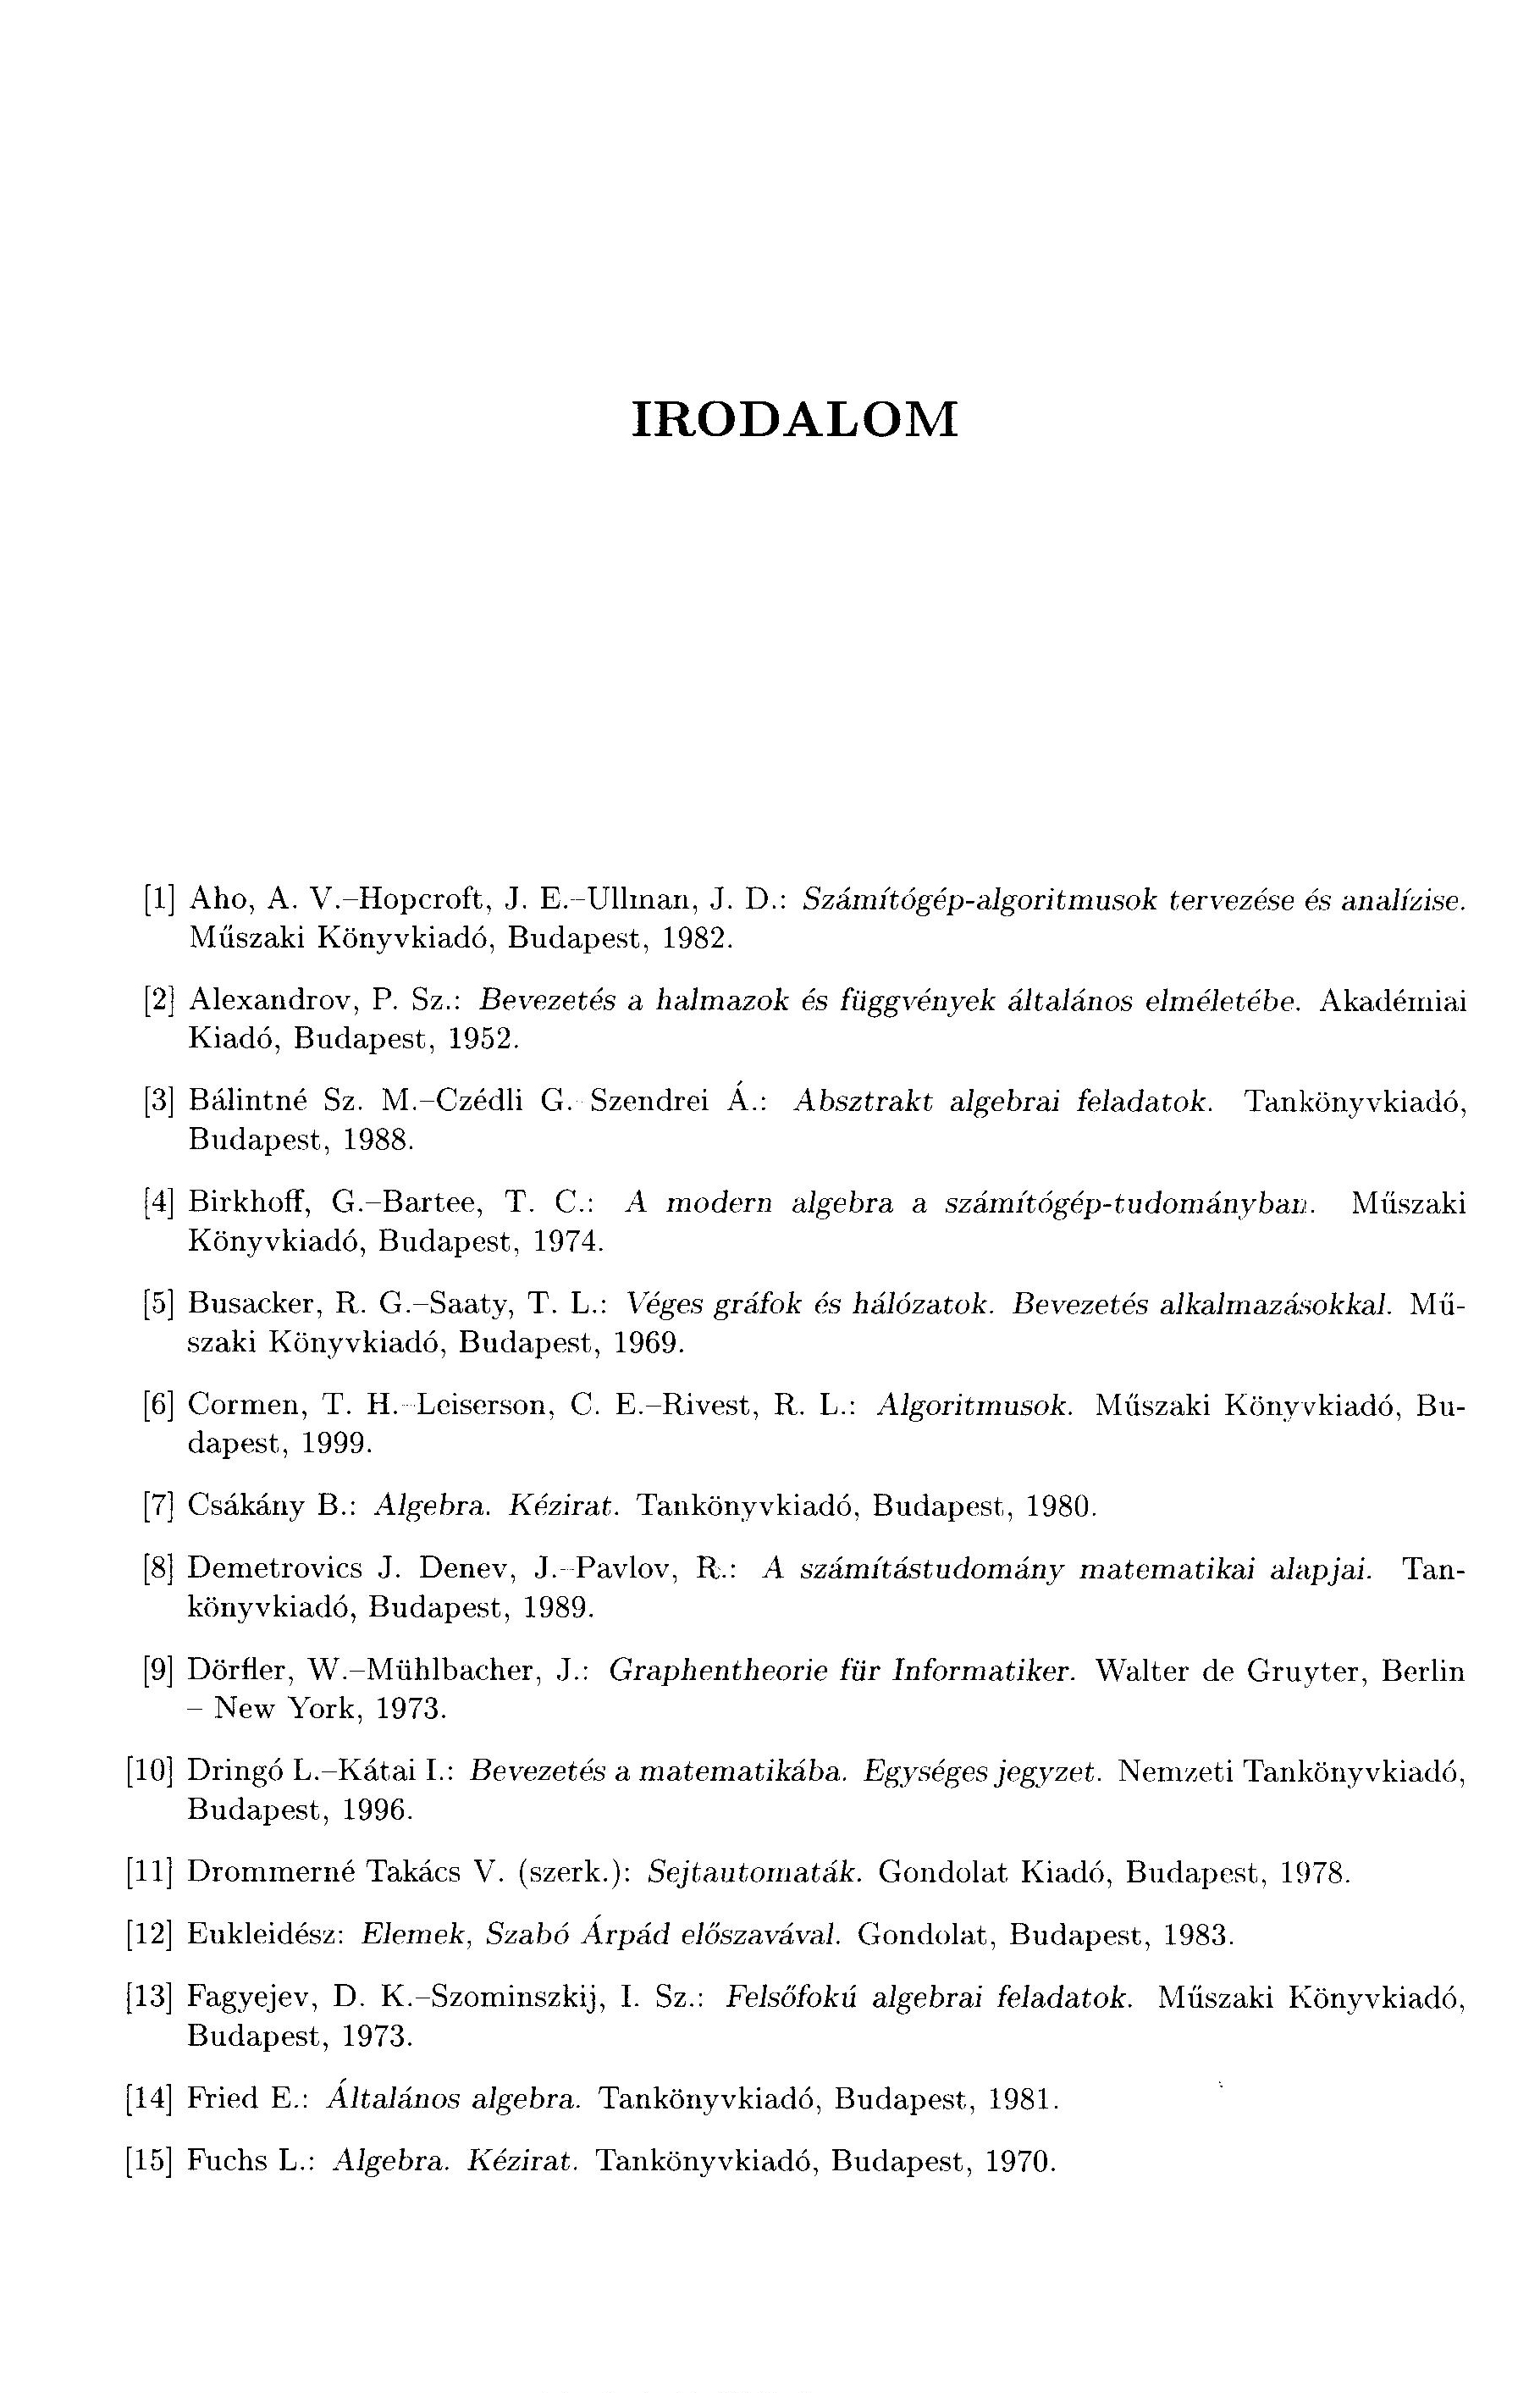 IRODALOM
[1] Aho, A. V.–Hopcroft, J. E.–Ullman, J. D.: Számítógép-algoritmusok tervezése és analízise.
Műszaki Könyvkiadó, Budapest, 1982.
[2] Alexandrov, P. Sz.: Bevezetés a halmazok és függvények általános elméletébe. Akadémiai
Kiadó, Budapest, 1952.
[3] Bálintné Sz. M.–Czédli G. Szendrei Á.: Absztrakt algebrai feladatok. Tankönyvkiadó,
Budapest, 1988.
[4] Birkhoff, G.–Bartee, T. C.: A modern algebra a számítógép-tudományban. Műszaki
Könyvkiadó, Budapest, 1974.
[5] Busacker, R. G.–Saaty, T. L.: Véges gráfok és hálózatok. Bevezetés alkalmazásokkal. Mű-
szaki Könyvkiadó, Budapest, 1969.
[6] Cormen, T. H.–Leiserson, C. E.–Rivest, R. L.: Algoritmusok. Műszaki Könyvkiadó, Bu-
dapest, 1999.
[7] Csákány B.: Algebra. Kézirat. Tankönyvkiadó, Budapest, 1980.
[8] Demetrovics J. Denev, J.–Pavlov, R.: A számítástudomány matematikai alapjai. Tan-
könyvkiadó, Budapest, 1989.
[9] Dörfler, W.–Mühlbacher, J.: Graphentheorie für Informatiker. Walter de Gruyter, Berlin
– New York, 1973.
[10] Dringó L.–Kátai I.: Bevezetés a matematikába. Egységes jegyzet. Nemzeti Tankönyvkiadó,
Budapest, 1996.
[11] Drommerné Takács V. (szerk.): Sejtautomaták. Gondolat Kiadó, Budapest, 1978.
[12] Eukleidész: Elemek, Szabó Árpád előszavával. Gondolat, Budapest, 1983.
[13] Fagyejev, D. K.–Szominszkij, I. Sz.: Felsőfokú algebrai feladatok. Műszaki Könyvkiadó,
Budapest, 1973.
[14] Fried E.: Általános algebra. Tankönyvkiadó, Budapest, 1981.
[15] Fuchs L.: Algebra. Kézirat. Tankönyvkiadó, Budapest, 1970.